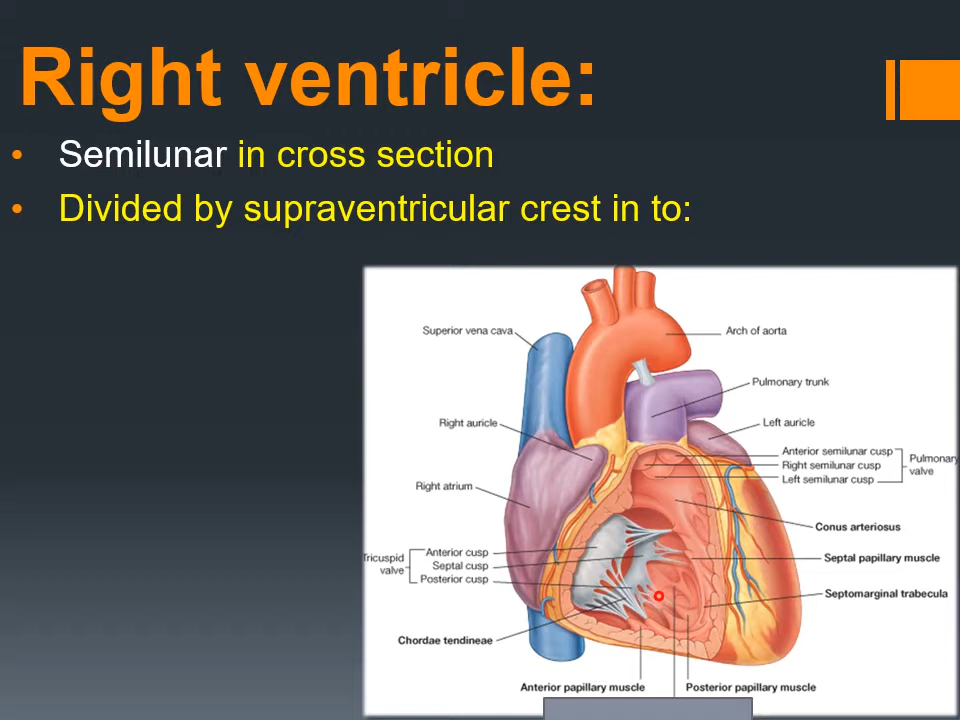 Right ventricle:
• Semilunar in cross section
• Divided by supraventricular crest in to:
Superior vena cava
Arch of aorta
Pulmonary trunk
Right auricle
Left auricle
Anterior semilunar cusp
Right semilunar cusp
Left semilunar cusp
Pulmonary
valve
Right atrium
Conus arteriosus
Tricuspid
valve
Anterior cusp
Septal cusp
Posterior cusp
Septal papillary muscle
Septomarginal trabecula
Chordae tendineae
Anterior papillary muscle
Posterior papillary muscle